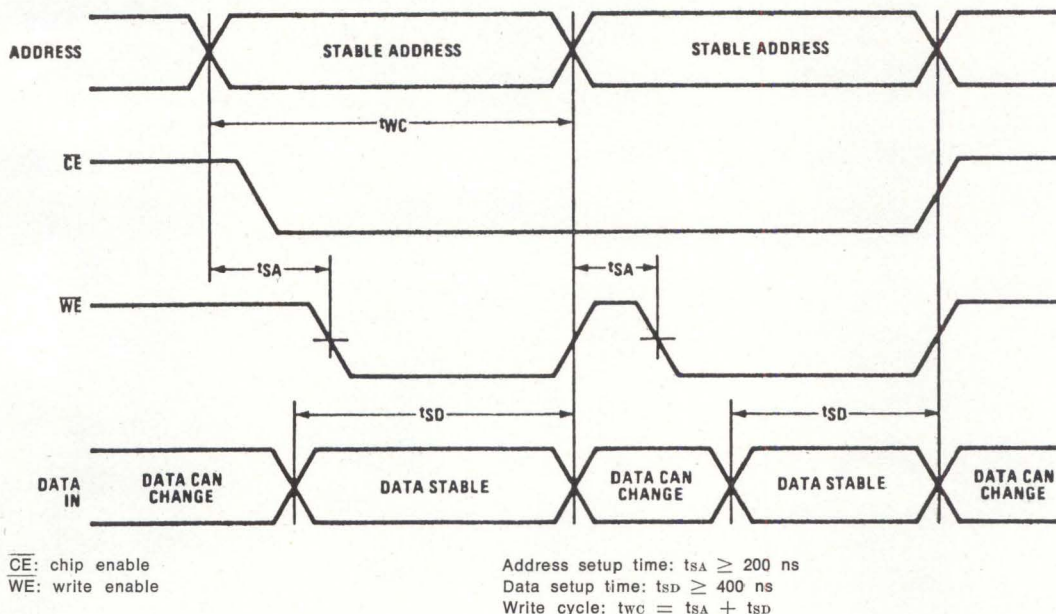 ADDRESS
STABLE ADDRESS
STABLE ADDRESS
tWC
CE
tSA
tSA
WE
tSD
tSD
DATA IN
DATA CAN CHANGE
DATA STABLE
DATA CAN CHANGE
DATA STABLE
DATA CAN CHANGE
CE: chip enable
WE: write enable
Address setup time: tSA ≥ 200 ns
Data setup time: tSD ≥ 400 ns
Write cycle: tWC = tSA + tSD